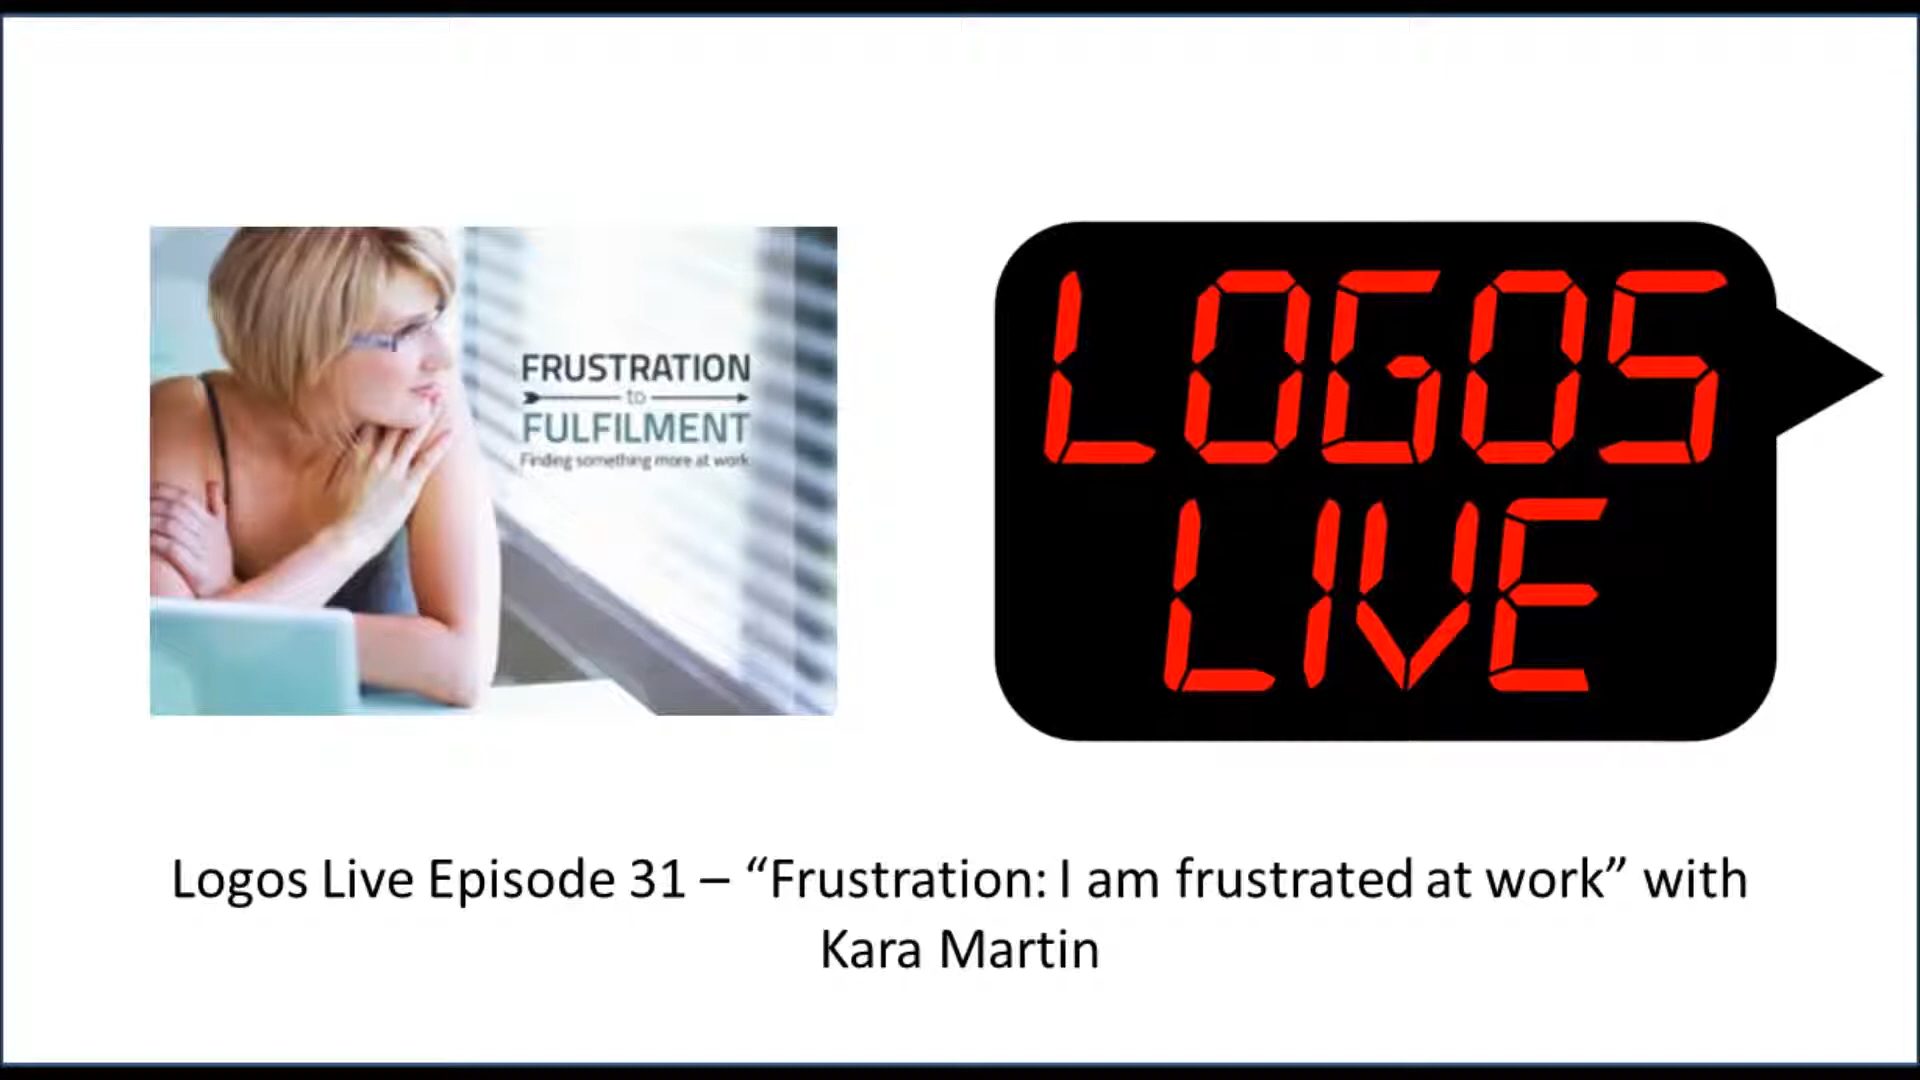 FRUSTRATION
to
FULFILMENT
Finding something more at work
LOGOS
LIVE
Logos Live Episode 31 – “Frustration: I am frustrated at work” with
Kara Martin